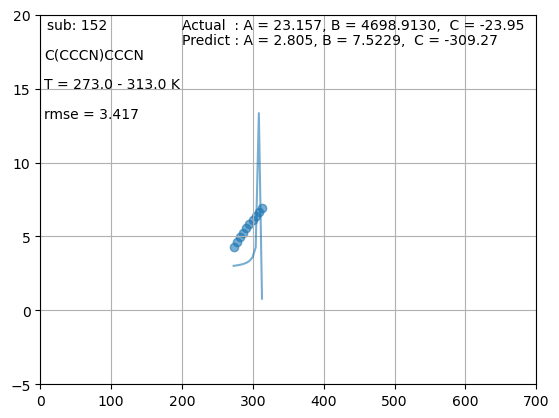 sub: 152
Actual  : A = 23.157, B = 4698.9130,  C = -23.95
Predict : A = 2.805, B = 7.5229,  C = -309.27
C(CCCN)CCCN
T = 273.0 - 313.0 K
rmse = 3.417
20
15
10
5
0
-5
0 100 200 300 400 500 600 700